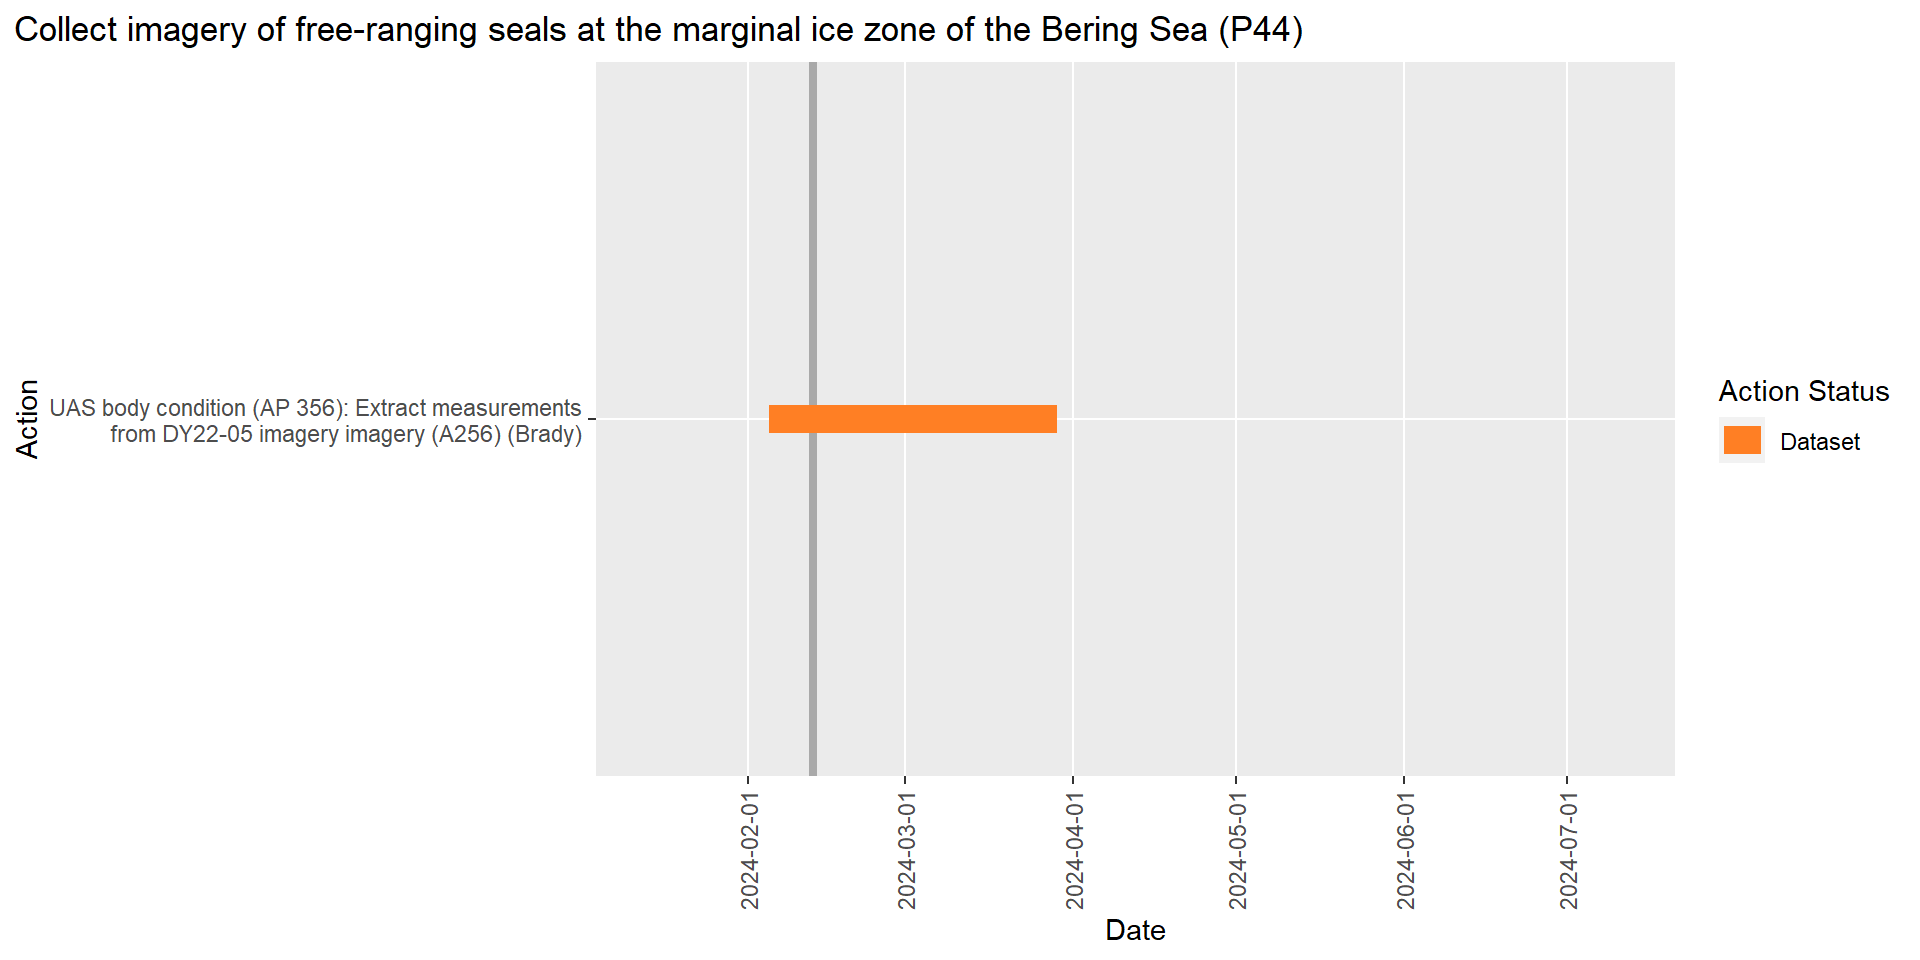 Collect imagery of free-ranging seals at the marginal ice zone of the Bering Sea (P44)
Action
UAS body condition (AP 356): Extract measurements
from DY22-05 imagery imagery (A256) (Brady)
Action Status
Dataset
2024-02-01
2024-03-01
2024-04-01
2024-05-01
2024-06-01
2024-07-01
Date